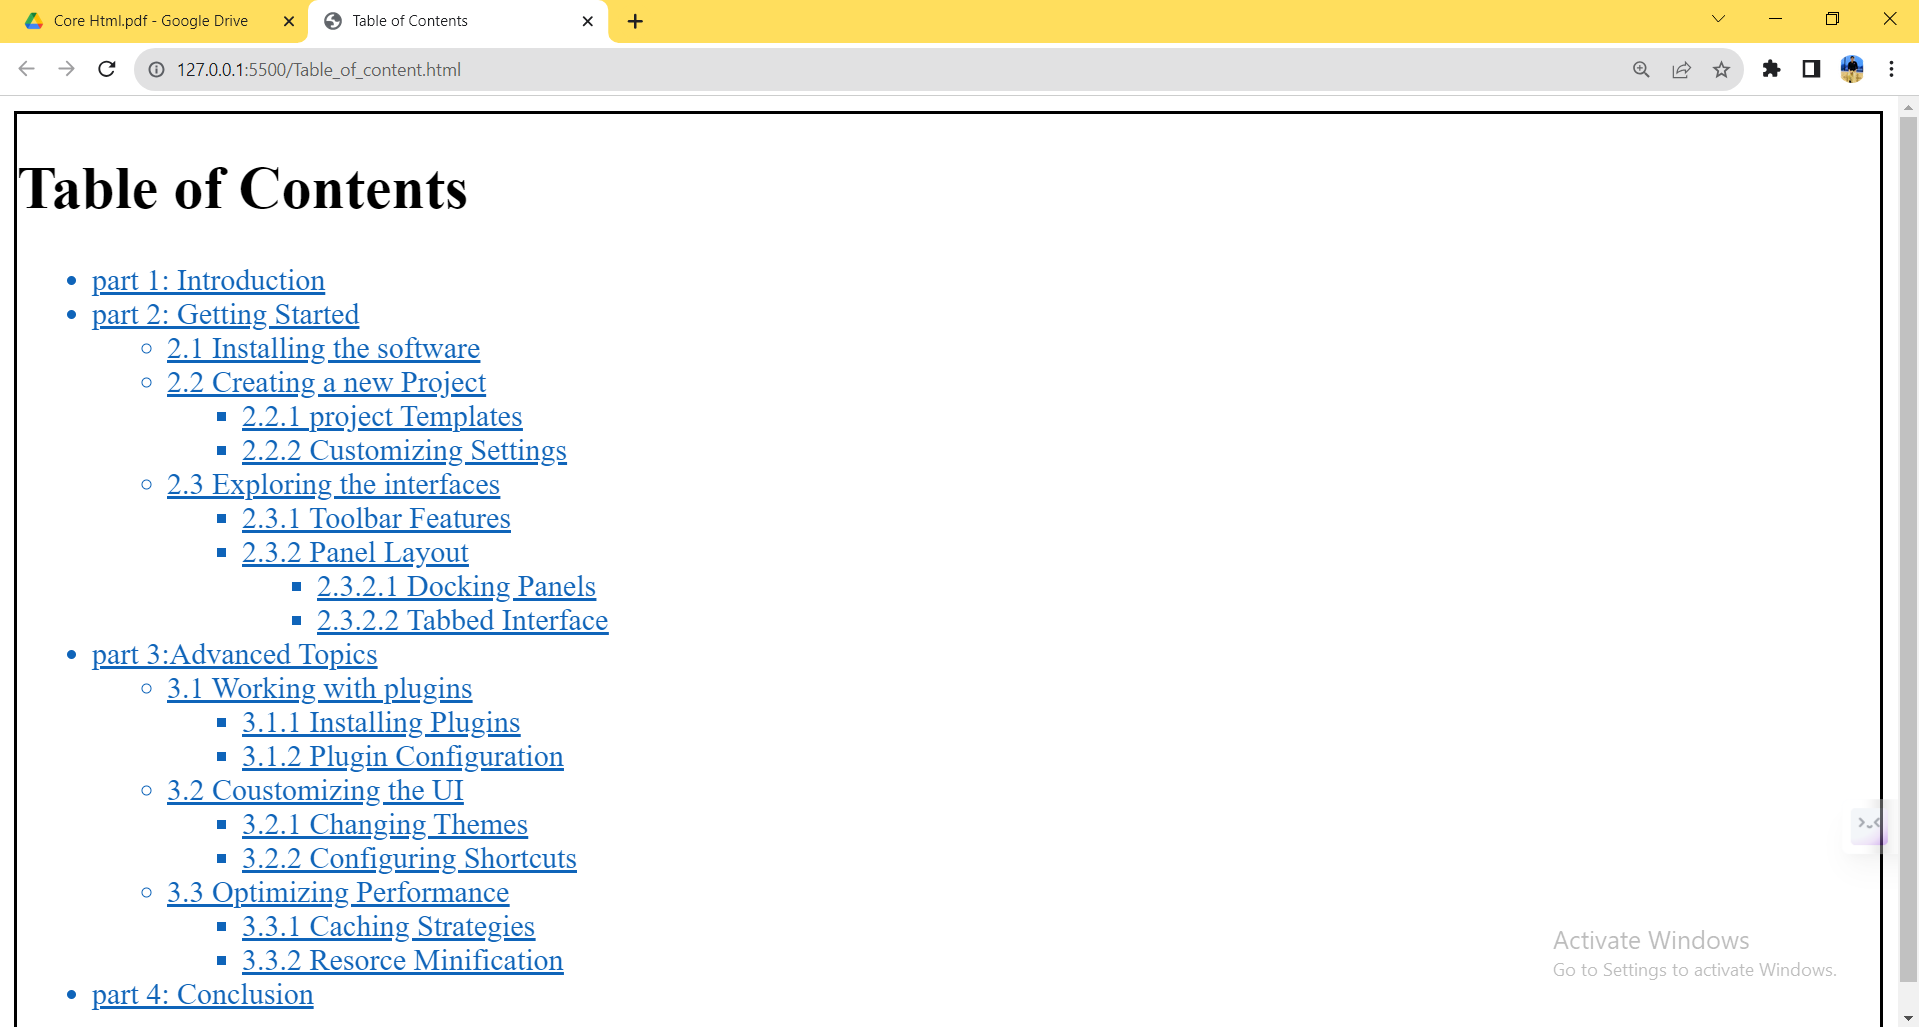 Core Html.pdf - Google Drive
Table of Contents
127.0.0.1:5500/Table_of_content.html
Table of Contents
part 1: Introduction
part 2: Getting Started
2.1 Installing the software
2.2 Creating a new Project
2.2.1 project Templates
2.2.2 Customizing Settings
2.3 Exploring the interfaces
2.3.1 Toolbar Features
2.3.2 Panel Layout
2.3.2.1 Docking Panels
2.3.2.2 Tabbed Interface
part 3:Advanced Topics
3.1 Working with plugins
3.1.1 Installing Plugins
3.1.2 Plugin Configuration
3.2 Coustomizing the UI
3.2.1 Changing Themes
3.2.2 Configuring Shortcuts
3.3 Optimizing Performance
3.3.1 Caching Strategies
3.3.2 Resorce Minification
part 4: Conclusion
Activate Windows
Go to Settings to activate Windows.